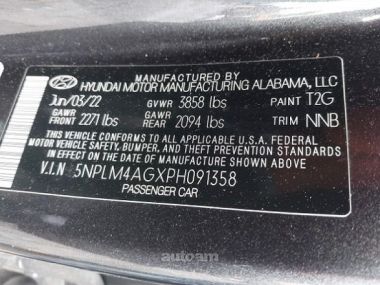 MANUFACTURED BY
HYUNDAI MOTOR MANUFACTURING ALABAMA, LLC
Jun/03/22 GVWR 3858 lbs PAINT T2G
GAWR GAWR
FRONT 2271 lbs REAR 2094 lbs TRIM NNB
THIS VEHICLE CONFORMS TO ALL APPLICABLE U.S.A FEDERAL
MOTOR VEHICLE SAFETY, BUMPER, AND THEFT PREVENTION STANDARDS
IN EFFECT ON THE DATE OF MANUFACTURE SHOWN ABOVE.
V.I.N 5NPLM4AGXPH091358
PASSENGER CAR
autoam